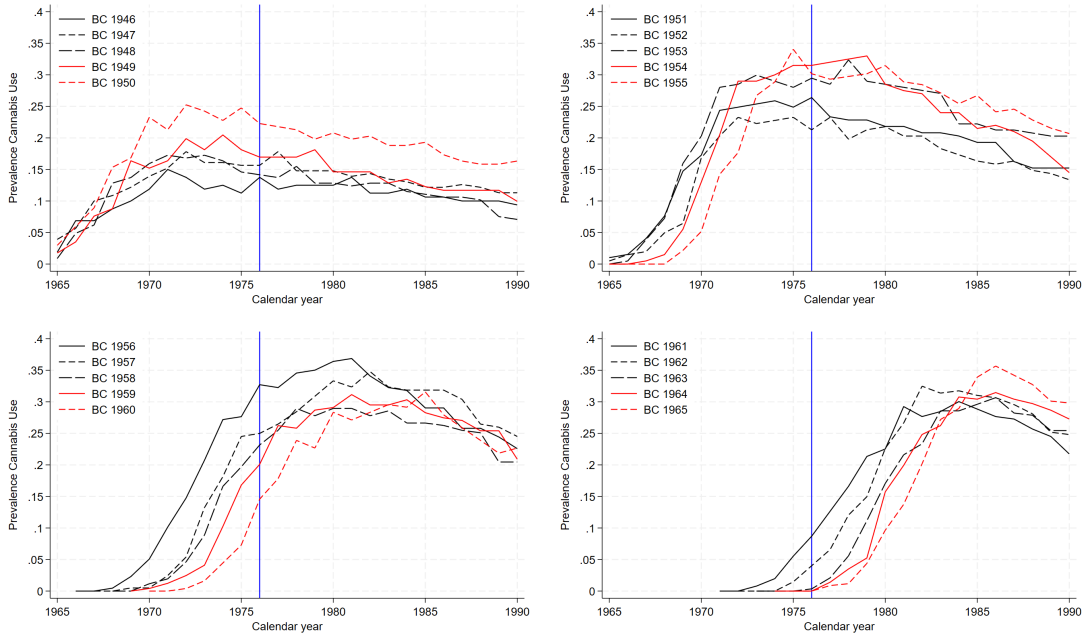 Prevalence Cannabis Use
.4
.3
.25
.2
.15
.1
.05
0
BC 1946
BC 1947
BC 1948
BC 1949
BC 1950
1965
1970
1975
1980
1985
1990
Calendar year
Prevalence Cannabis Use
.4
.35
.3
.25
.2
.15
.1
.05
0
BC 1951
BC 1952
BC 1953
BC 1954
BC 1955
1965
1970
1975
1980
1985
1990
Calendar year
Prevalence Cannabis Use
.4
.35
.3
.25
.2
.15
.1
.05
0
BC 1956
BC 1957
BC 1958
BC 1959
BC 1960
1965
1970
1975
1980
1985
1990
Calendar year
Prevalence Cannabis Use
.4
.35
.3
.25
.2
.15
.1
.05
0
BC 1961
BC 1962
BC 1963
BC 1964
BC 1965
1965
1970
1975
1980
1985
1990
Calendar year